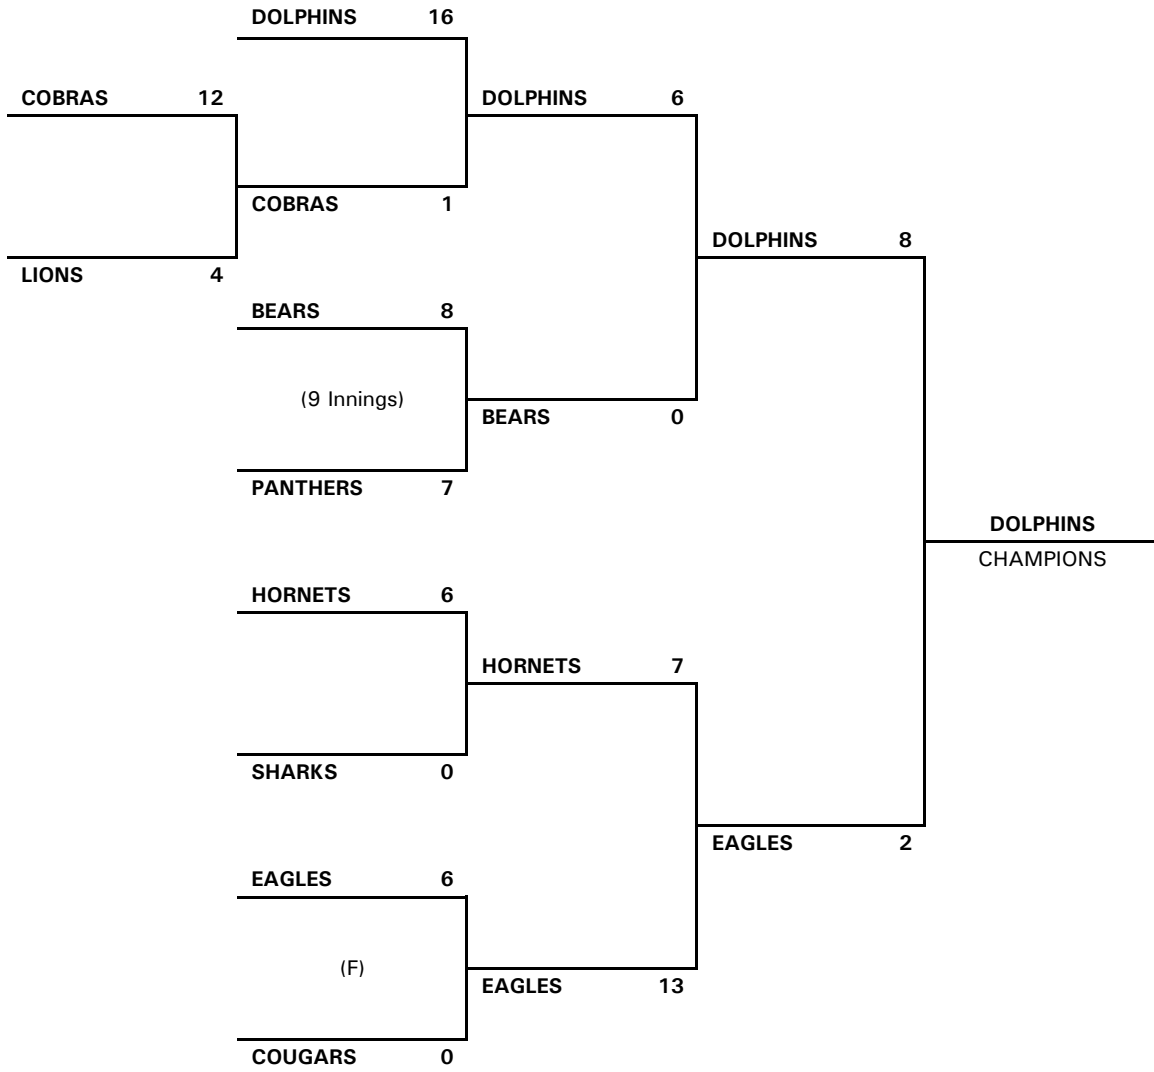 DOLPHINS 16
COBRAS 12
DOLPHINS 6
COBRAS 1
DOLPHINS 8
LIONS 4
BEARS 8
(9 Innings)
BEARS 0
PANTHERS 7
DOLPHINS
CHAMPIONS
HORNETS 6
HORNETS 7
SHARKS 0
EAGLES 2
EAGLES 6
(F)
EAGLES 13
COUGARS 0